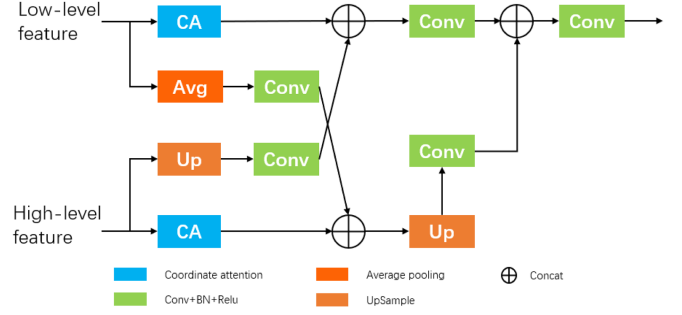 Low-level
feature
CA
Conv
Conv
Avg
Conv
Up
Conv
Conv
High-level
feature
CA
Up
Coordinate attention
Average pooling
Concat
Conv+BN+Relu
UpSample